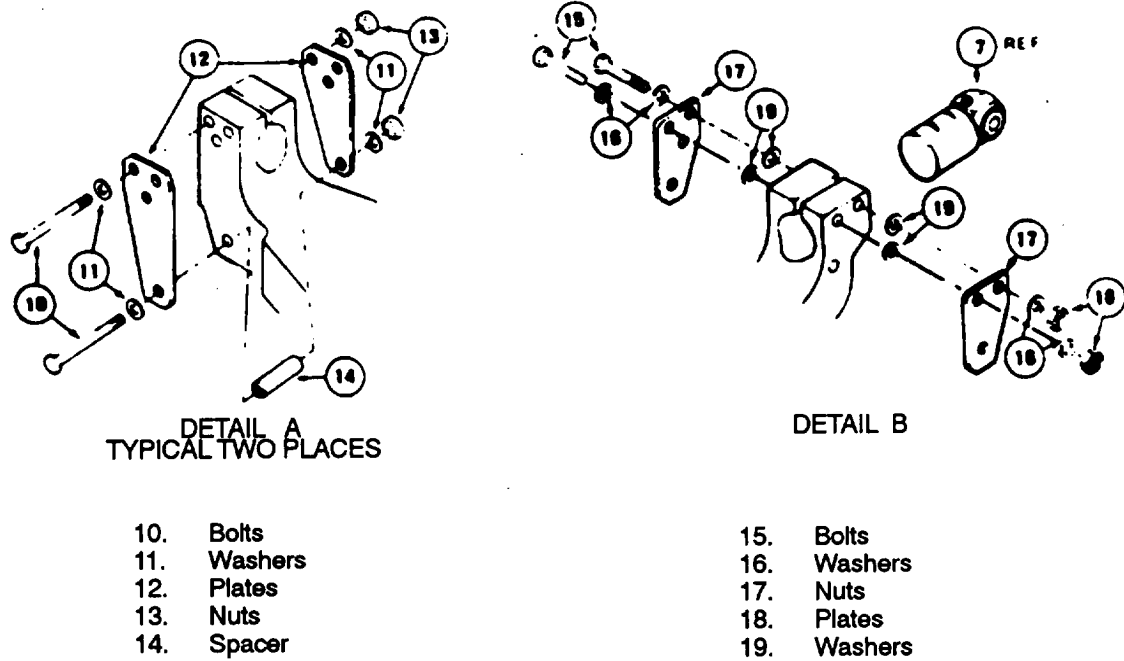 13
12
11
11
10
14
DETAIL A
TYPICAL TWO PLACES
15
7 REF
17
16
19
19
17
18
16
DETAIL B
10. Bolts
11. Washers
12. Plates
13. Nuts
14. Spacer
15. Bolts
16. Washers
17. Nuts
18. Plates
19. Washers